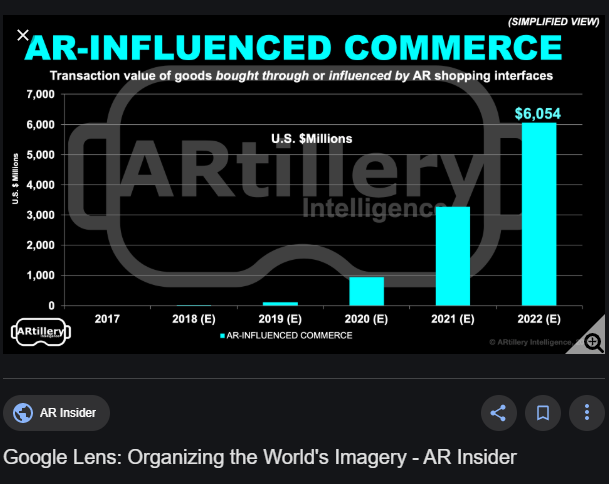 (SIMPLIFIED VIEW)
AR-INFLUENCED COMMERCE
Transaction value of goods bought through or influenced by AR shopping interfaces
7,000
6,000
5,000
4,000
3,000
2,000
1,000
0
U.S. $ Millions
U.S. $Millions
$6,054
ARtillery
Intelligence
2017
2018 (E)
2019 (E)
2020 (E)
2021 (E)
2022 (E)
AR-INFLUENCED COMMERCE
ARtillery
© ARtillery Intelligence,
AR Insider
Google Lens: Organizing the World's Imagery - AR Insider